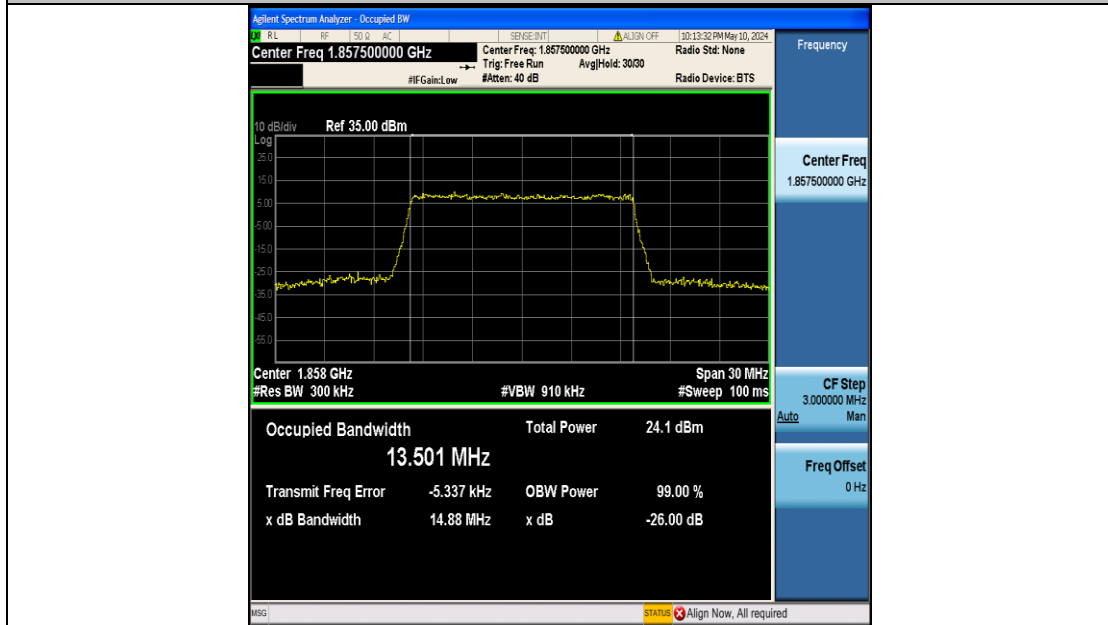 Agilent Spectrum Analyzer - Occupied BW
RL RF 50 Ω AC SENSE:INT ALIGN OFF 10:13:32 PM May 10, 2024
Center Freq 1.857500000 GHz
Center Freq: 1.857500000 GHz Radio Std: None
Trig: Free Run Avg|Hold: 30/30
#IFGain:Low #Atten: 40 dB Radio Device: BTS
10 dB/div Ref 35.00 dBm
Log
25.0
15.0
5.00
-5.00
-15.0
-25.0
-35.0
-45.0
-55.0
Center 1.858 GHz Span 30 MHz
#Res BW 300 kHz #VBW 910 kHz #Sweep 100 ms
Occupied Bandwidth Total Power 24.1 dBm
13.501 MHz
Transmit Freq Error -5.337 kHz OBW Power 99.00 %
x dB Bandwidth 14.88 MHz x dB -26.00 dB
Frequency
Center Freq
1.857500000 GHz
CF Step
3.000000 MHz
Auto Man
Freq Offset
0 Hz
MSG STATUS Align Now, All required